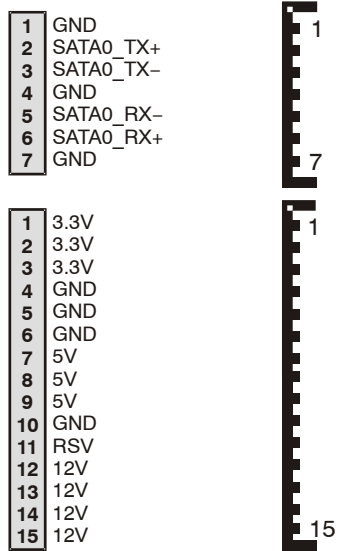 1 GND
2 SATA0_TX+
3 SATA0_TX−
4 GND
5 SATA0_RX−
6 SATA0_RX+
7 GND
1
7
1 3.3V
2 3.3V
3 3.3V
4 GND
5 GND
6 GND
7 5V
8 5V
9 5V
10 GND
11 RSV
12 12V
13 12V
14 12V
15 12V
1
15